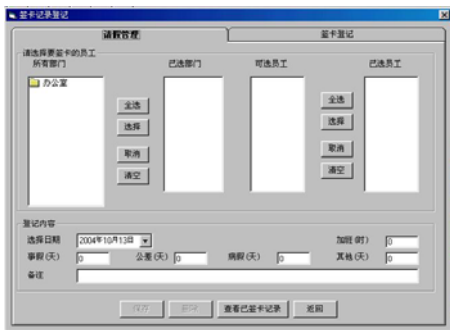 签卡记录登记
请假管理 签卡登记
请选择要签卡的员工
所有部门 已选部门 可选员工 已选员工
办公室
全选 全选
选择 选择
取消 取消
清空 清空
登记内容
选择日期 2004年10月13日 加班(时) 0
事假(天) 0 公差(天) 0 病假(天) 0 其他(天) 0
备注
保存 删除 查看已签卡记录 返回